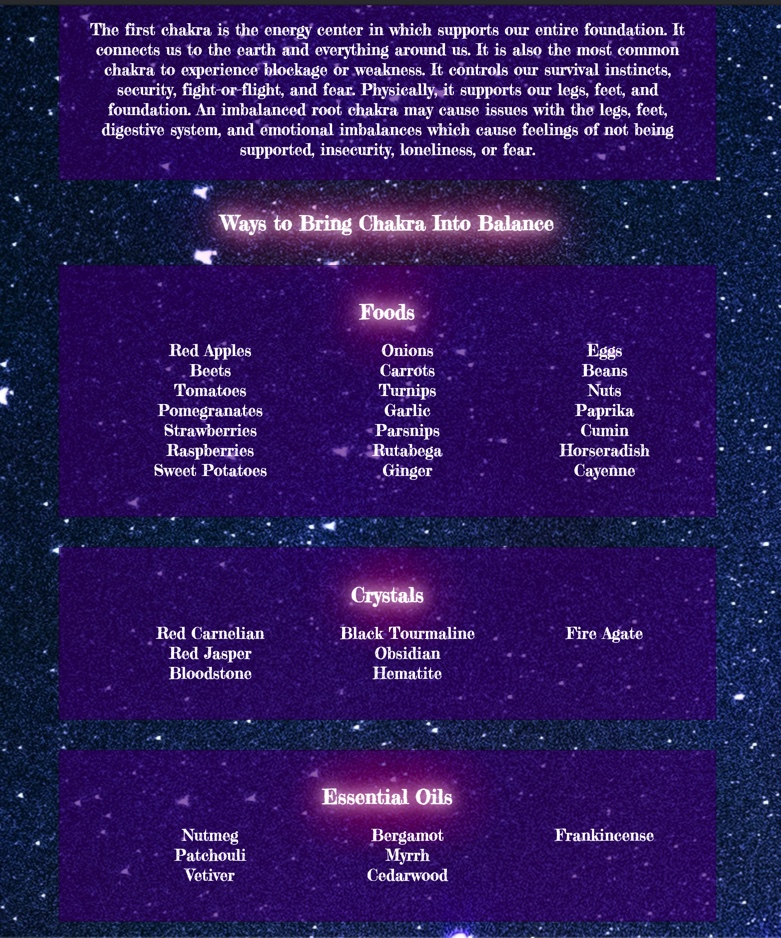 The first chakra is the energy center in which supports our entire foundation. It
connects us to the earth and everything around us. It is also the most common
chakra to experience blockage or weakness. It controls our survival instincts,
security, fight-or-flight, and fear. Physically, it supports our legs, feet, and
foundation. An imbalanced root chakra may cause issues with the legs, feet,
digestive system, and emotional imbalances which cause feelings of not being
supported, insecurity, loneliness, or fear.
Ways to Bring Chakra Into Balance
Foods
Red Apples
Beets
Tomatoes
Pomegranates
Strawberries
Raspberries
Sweet Potatoes
Onions
Carrots
Turnips
Garlic
Parsnips
Rutabega
Ginger
Eggs
Beans
Nuts
Paprika
Cumin
Horseradish
Cayenne
Crystals
Red Carnelian
Red Jasper
Bloodstone
Black Tourmaline
Obsidian
Hematite
Fire Agate
Essential Oils
Nutmeg
Patchouli
Vetiver
Bergamot
Myrrh
Cedarwood
Frankincense